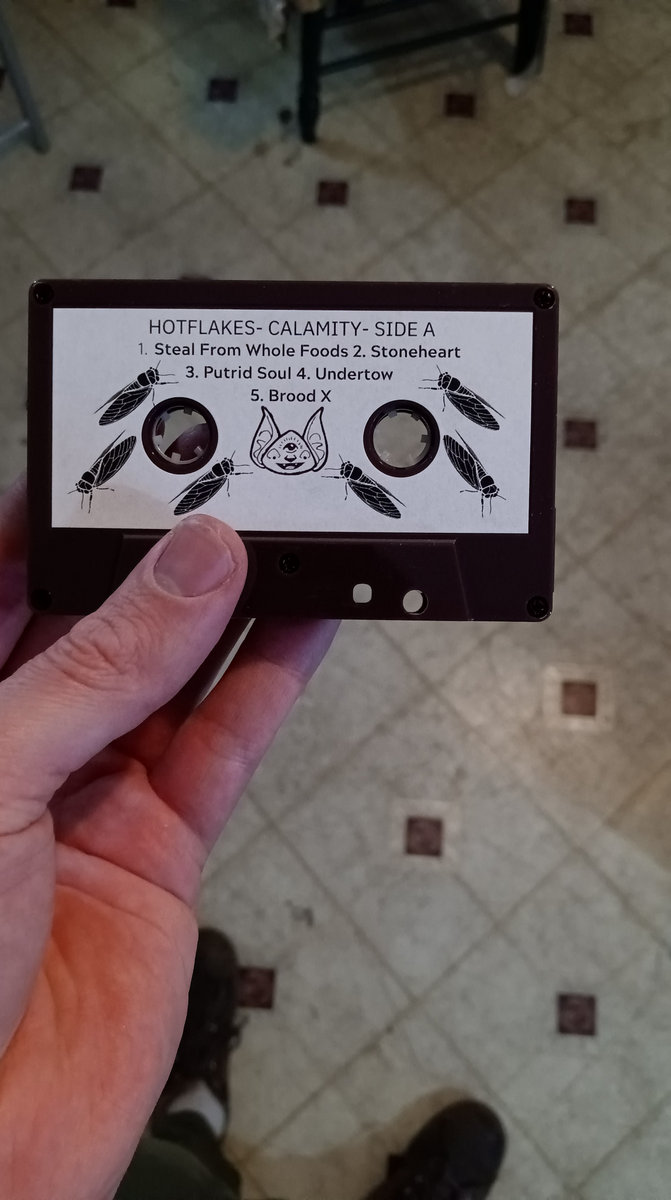 HOTFLAKES- CALAMITY- SIDE A
1. Steal From Whole Foods 2. Stoneheart
3. Putrid Soul 4. Undertow
5. Brood X